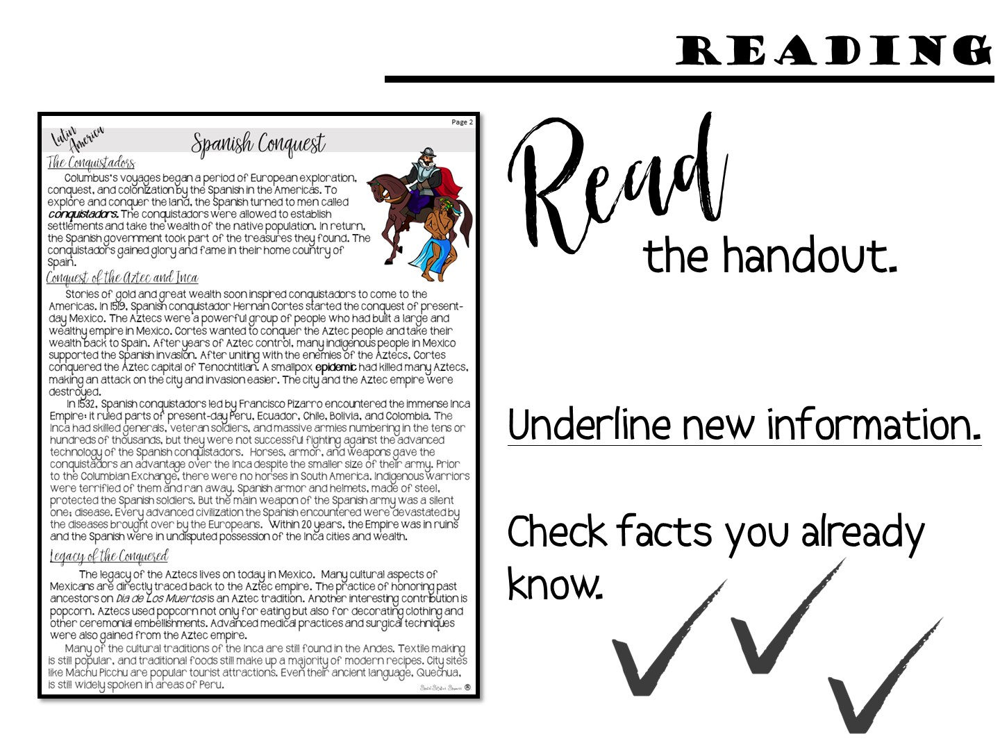 READING
Page 2
Latin
America
Spanish Conquest
The Conquistadors
Columbus's voyages began a period of European exploration,
conquest, and colonization by the Spanish in the Americas. To
explore and conquer the land, the Spanish turned to men called
conquistadors. The conquistadors were allowed to establish
settlements and take the wealth of the native population. In return,
the Spanish government took part of the treasures they found. The
conquistadors gained glory and fame in their home country of
Spain.
Conquest of the Aztec and Inca
Stories of gold and great wealth soon inspired conquistadors to come to the
Americas. In 1519, Spanish conquistador Hernan Cortes started the conquest of present-
day Mexico. The Aztecs were a powerful group of people who had built a large and
wealthy empire in Mexico. Cortes wanted to conquer the Aztec people and take their
wealth back to Spain. After years of Aztec control, many indigenous people in Mexico
supported the Spanish invasion. After uniting with the enemies of the Aztecs, Cortes
conquered the Aztec capital of Tenochtitlan. A smallpox epidemic had killed many Aztecs,
making an attack on the city and invasion easier. The city and the Aztec empire were
destroyed.
In 1532, Spanish conquistadors led by Francisco Pizarro encountered the immense Inca
Empire; it ruled parts of present-day Peru, Ecuador, Chile, Bolivia, and Colombia. The
Inca had skilled generals, veteran soldiers, and massive armies numbering in the tens or
hundreds of thousands, but they were not successful fighting against the advanced
technology of the Spanish conquistadors. Horses, armor, and weapons gave the
conquistadors an advantage over the Inca despite the smaller size of their army. Prior
to the Columbian Exchange, there were no horses in South America. Indigenous warriors
were terrified of them and ran away. Spanish armor and helmets, made of steel,
protected the Spanish soldiers. But the main weapon of the Spanish army was a silent
one; disease. Every advanced civilization the Spanish encountered were devastated by
the diseases brought over by the Europeans. Within 20 years, the Empire was in ruins
and the Spanish were in undisputed possession of the Inca cities and wealth.
Legacy of the Conquered
The legacy of the Aztecs lives on today in Mexico. Many cultural aspects of
Mexicans are directly traced back to the Aztec empire. The practice of honoring past
ancestors on Dia de Los Muertos is an Aztec tradition. Another interesting contribution is
popcorn. Aztecs used popcorn not only for eating but also for decorating clothing and
other ceremonial embellishments. Advanced medical practices and surgical techniques
were also gained from the Aztec empire.
Many of the cultural traditions of the Inca are still found in the Andes. Textile making
is still popular, and traditional foods still make up a majority of modern recipes. City sites
like Machu Picchu are popular tourist attractions. Even their ancient language, Quechua,
is still widely spoken in areas of Peru.
®
Read
the handout.
Underline new information.
Check facts you already
know.